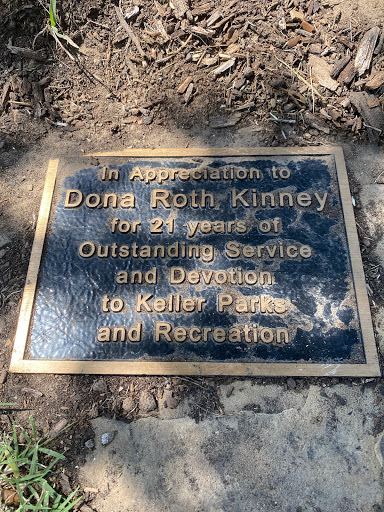 In Appreciation to
Dona Roth Kinney
for 21 years of
Outstanding Service
and Devotion
to Keller Parks
and Recreation